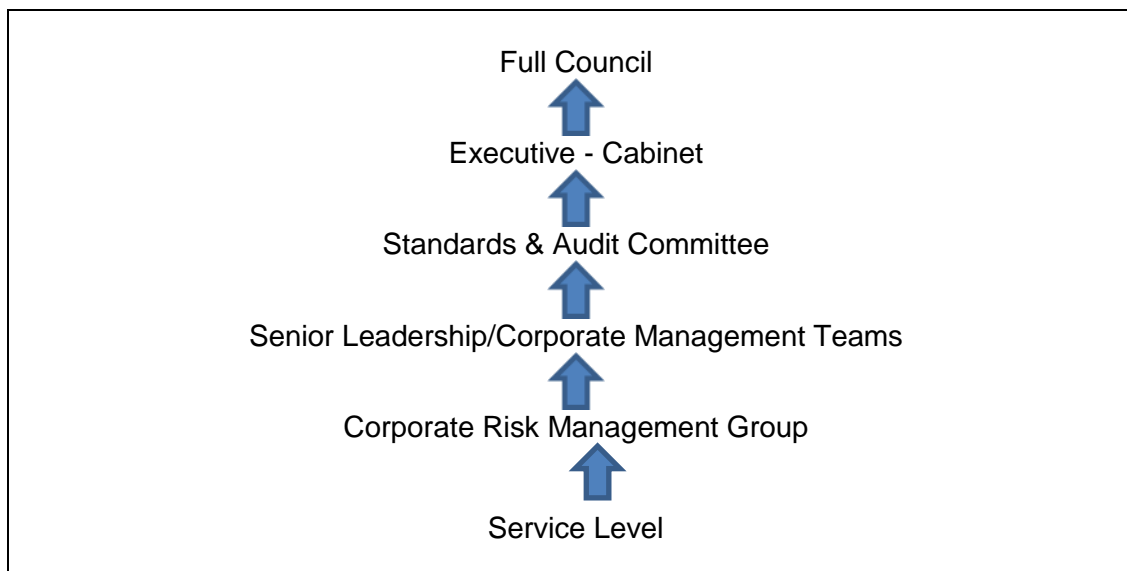 Full Council
Executive - Cabinet
Standards & Audit Committee
Senior Leadership/Corporate Management Teams
Corporate Risk Management Group
Service Level